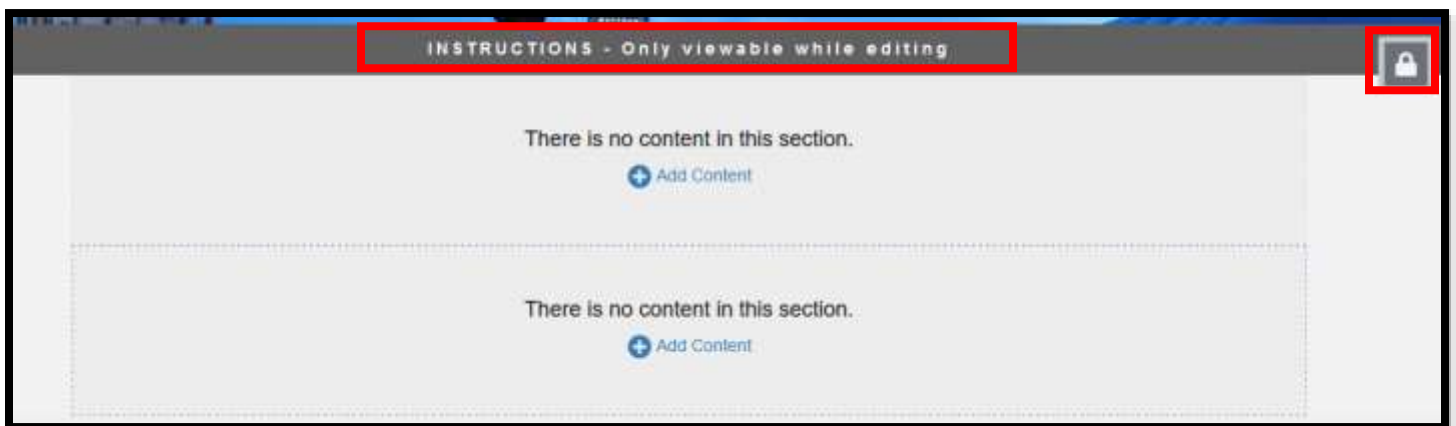 INSTRUCTIONS - Only viewable while editing
There is no content in this section.
Add Content
There is no content in this section.
Add Content